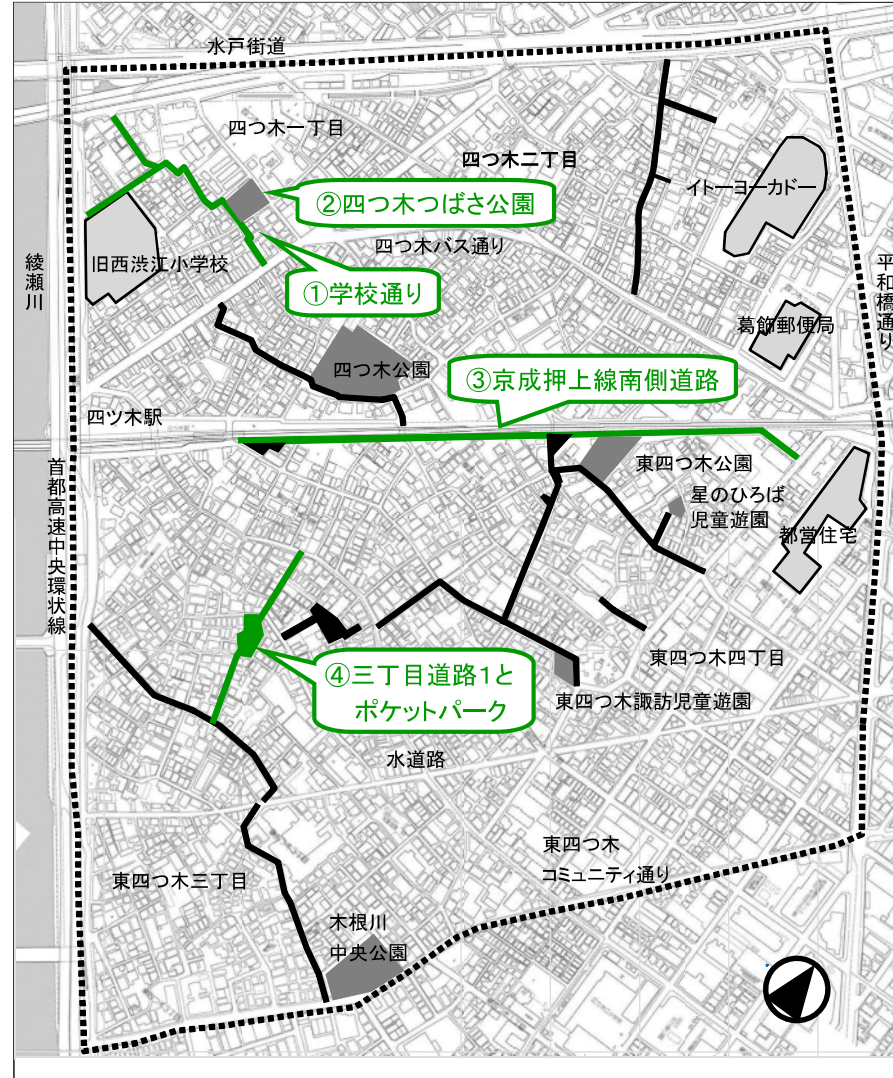 水戸街道
四つ木一丁目
四つ木二丁目
イトーヨーカドー
②四つ木つばさ公園
四つ木バス通り
綾瀬川
旧西渋江小学校
平和橋通り
①学校通り
葛飾郵便局
四つ木公園
③京成押上線南側道路
四ツ木駅
首都高速中央環状線
東四つ木公園
星のひろば
児童遊園
都営住宅
東四つ木四丁目
④三丁目道路1と
ポケットパーク
東四つ木諏訪児童遊園
水道路
東四つ木
コミュニティ通り
東四つ木三丁目
木根川
中央公園